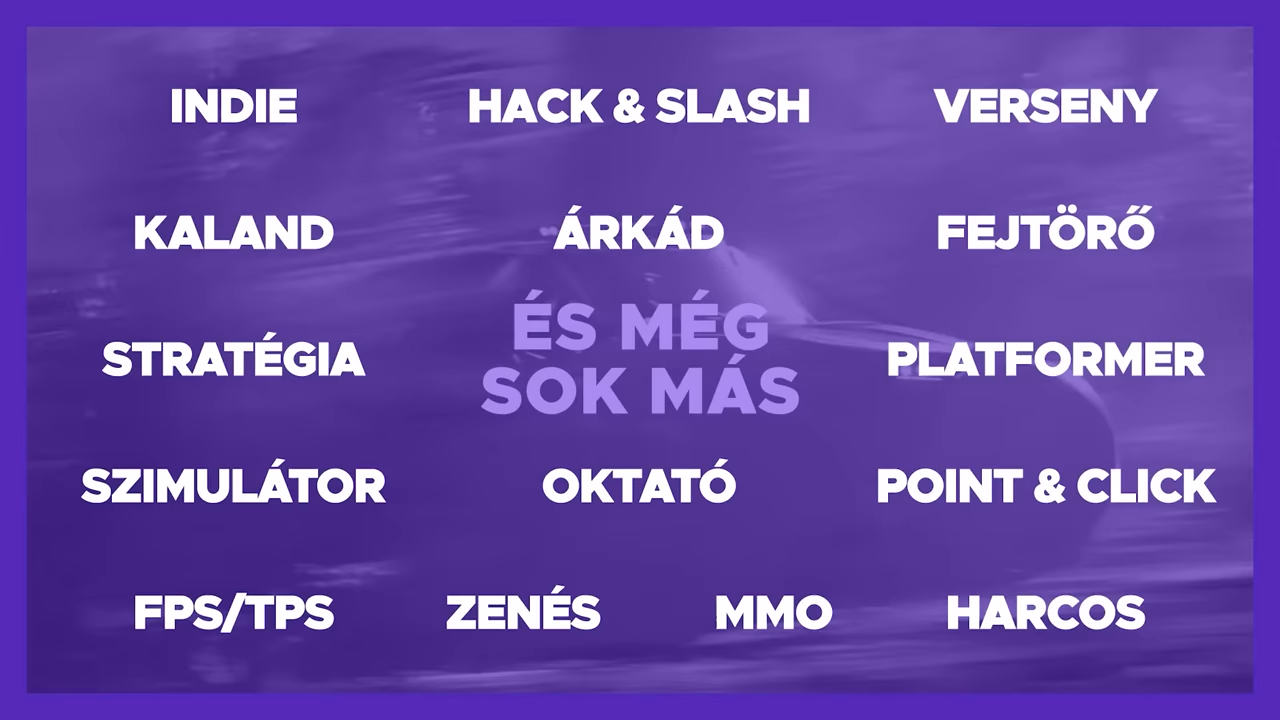 INDIE
HACK & SLASH
VERSENY
KALAND
ÁRKÁD
FEJTÖRŐ
ÉS MÉG
SOK MÁS
STRATÉGIA
PLATFORMER
SZIMULÁTOR
OKTATÓ
POINT & CLICK
FPS/TPS
ZENÉS
MMO
HARCOS